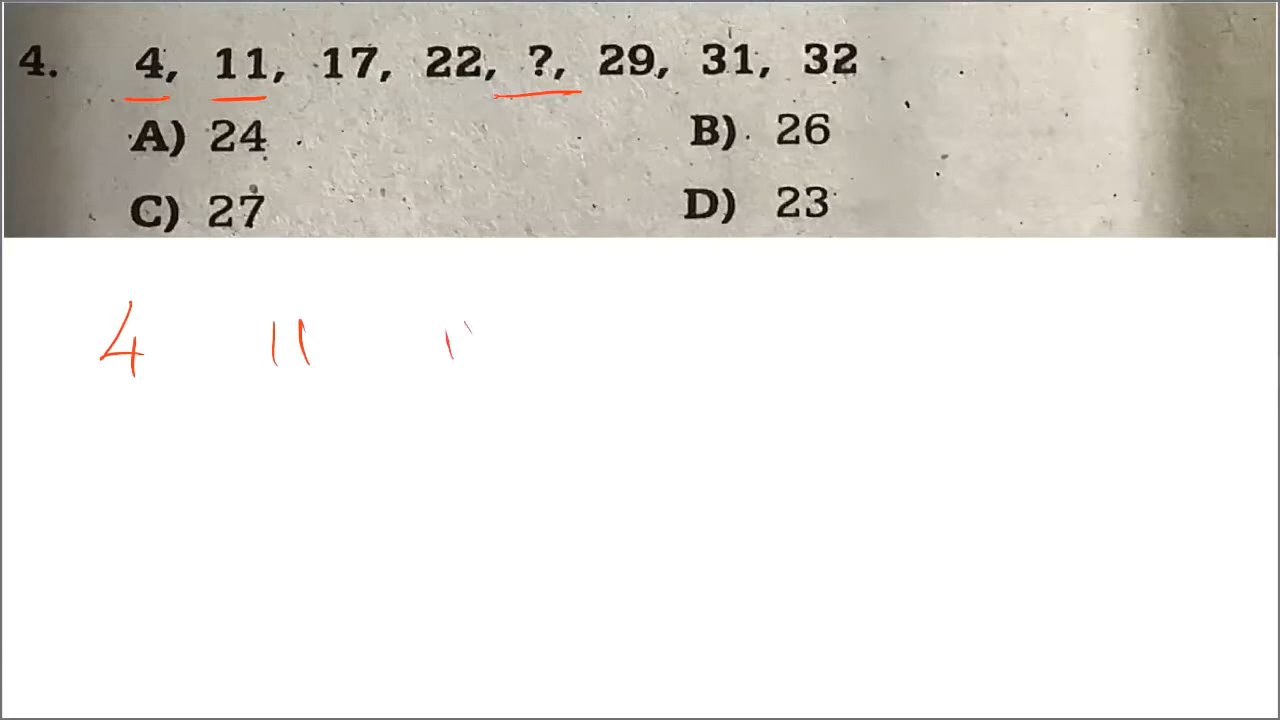 4. 4, 11, 17, 22, ?, 29, 31, 32
A) 24 B) 26
C) 27 D) 23
4 11